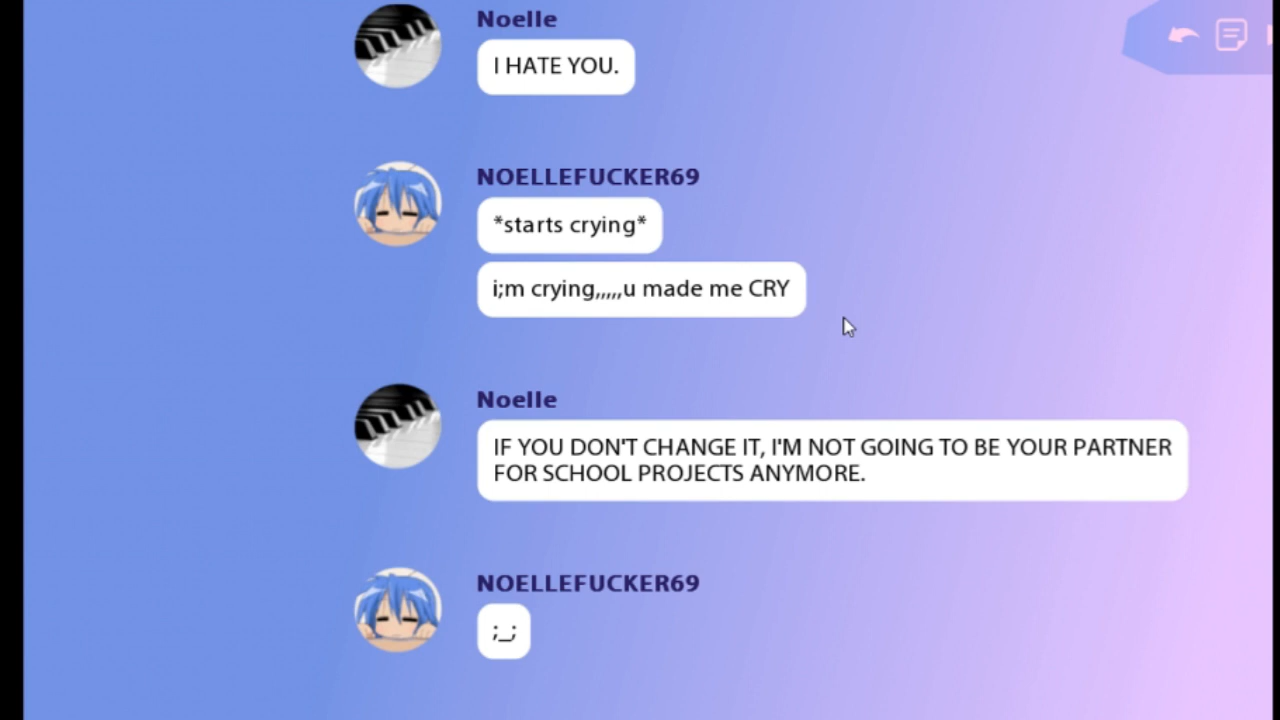 Noelle
I HATE YOU.
NOELLEFUCKER69
*starts crying*
i;m crying,,,,,u made me CRY
Noelle
IF YOU DON'T CHANGE IT, I'M NOT GOING TO BE YOUR PARTNER
FOR SCHOOL PROJECTS ANYMORE.
NOELLEFUCKER69
;_;